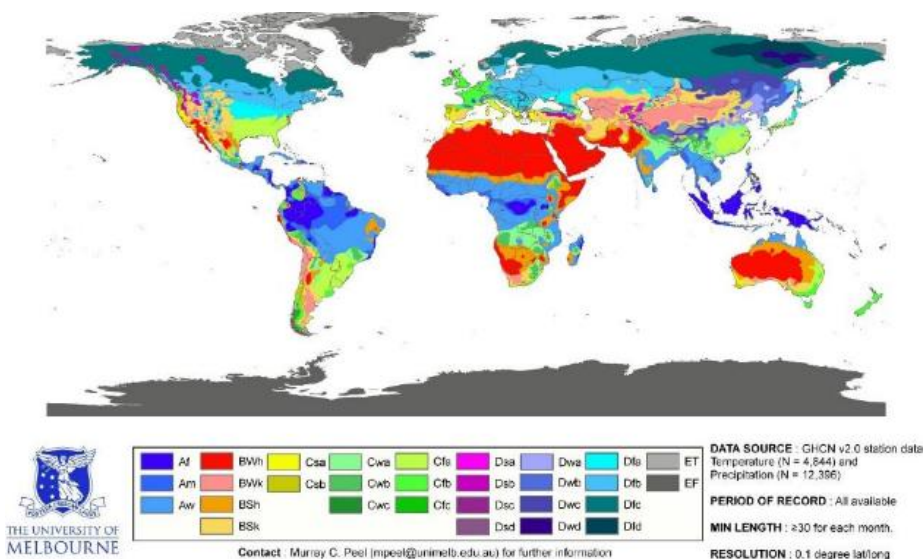 Af
Am
Aw
BWh
BWk
BSh
BSk
Csa
Csb
Cwa
Cwb
Cwc
Cfa
Cfb
Cfc
Dsa
Dsb
Dsc
Dsd
Dwa
Dwb
Dwc
Dwd
Dfa
Dfb
Dfc
Dfd
ET
EF
THE UNIVERSITY OF
MELBOURNE
Contact : Murray C. Peel (mpeel@unimelb.edu.au) for further information
DATA SOURCE : GHCN v2.0 station data
Temperature (N = 4,844) and
Precipitation (N = 12,396)
PERIOD OF RECORD : All available
MIN LENGTH : ≥30 for each month.
RESOLUTION : 0.1 degree lat/long